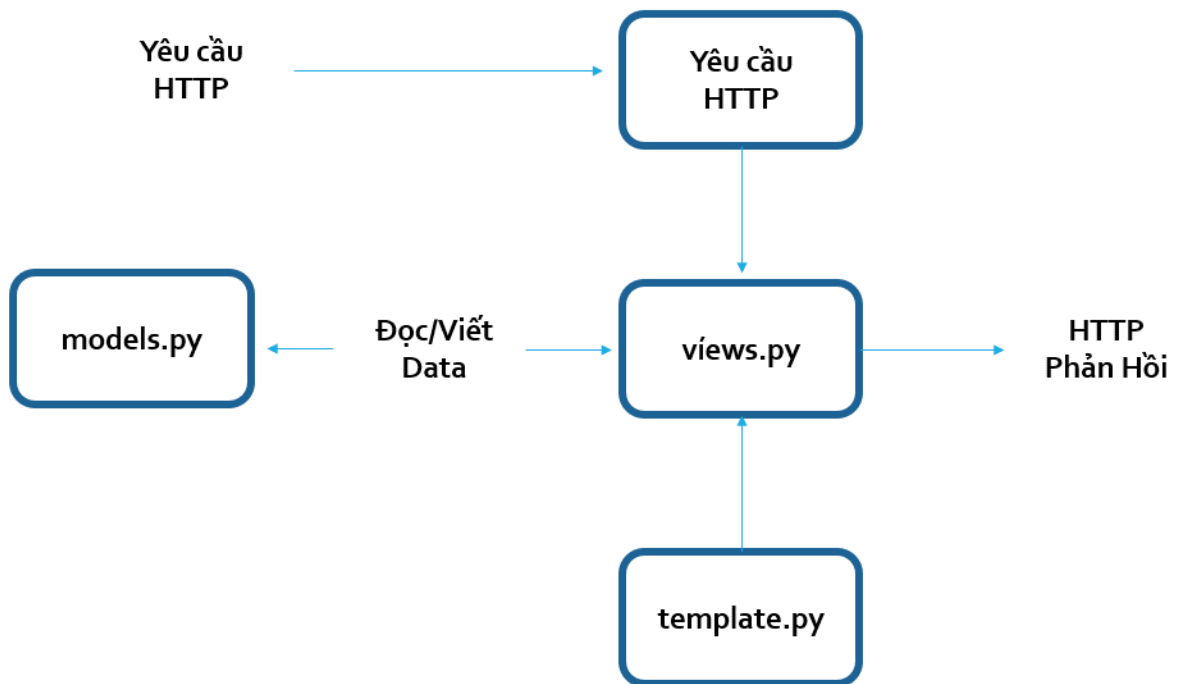 Yêu cầu
HTTP
Yêu cầu
HTTP
models.py
Đọc/Viết
Data
víews.py
HTTP
Phản Hồi
template.py